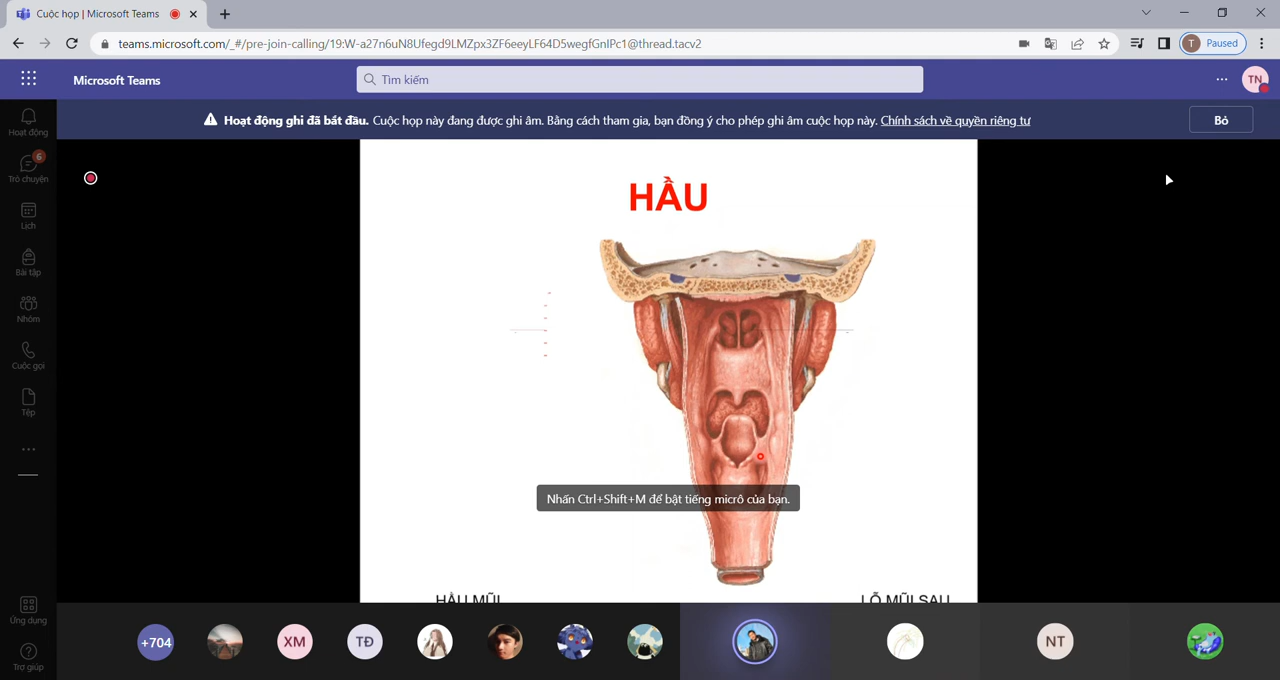 Cuộc họp | Microsoft Teams
teams.microsoft.com/_#/pre-join-calling/19:W-a27n6uN8Ufegd9LMZpx3ZF6eeyLF64D5wegfGnIPc1@thread.tacv2
T Paused
Microsoft Teams
Tìm kiếm
TN
Hoạt động ghi đã bắt đầu. Cuộc họp này đang được ghi âm. Bằng cách tham gia, bạn đồng ý cho phép ghi âm cuộc họp này. Chính sách về quyền riêng tư
Bỏ
Hoạt động
6
Trò chuyện
Lịch
Bài tập
Nhóm
Cuộc gọi
Tệp
Ứng dụng
Trợ giúp
HẦU
Nhấn Ctrl+Shift+M để bật tiếng micrô của bạn.
HẦU MŨI
LỖ MŨI SAU
+704
XM
TĐ
NT